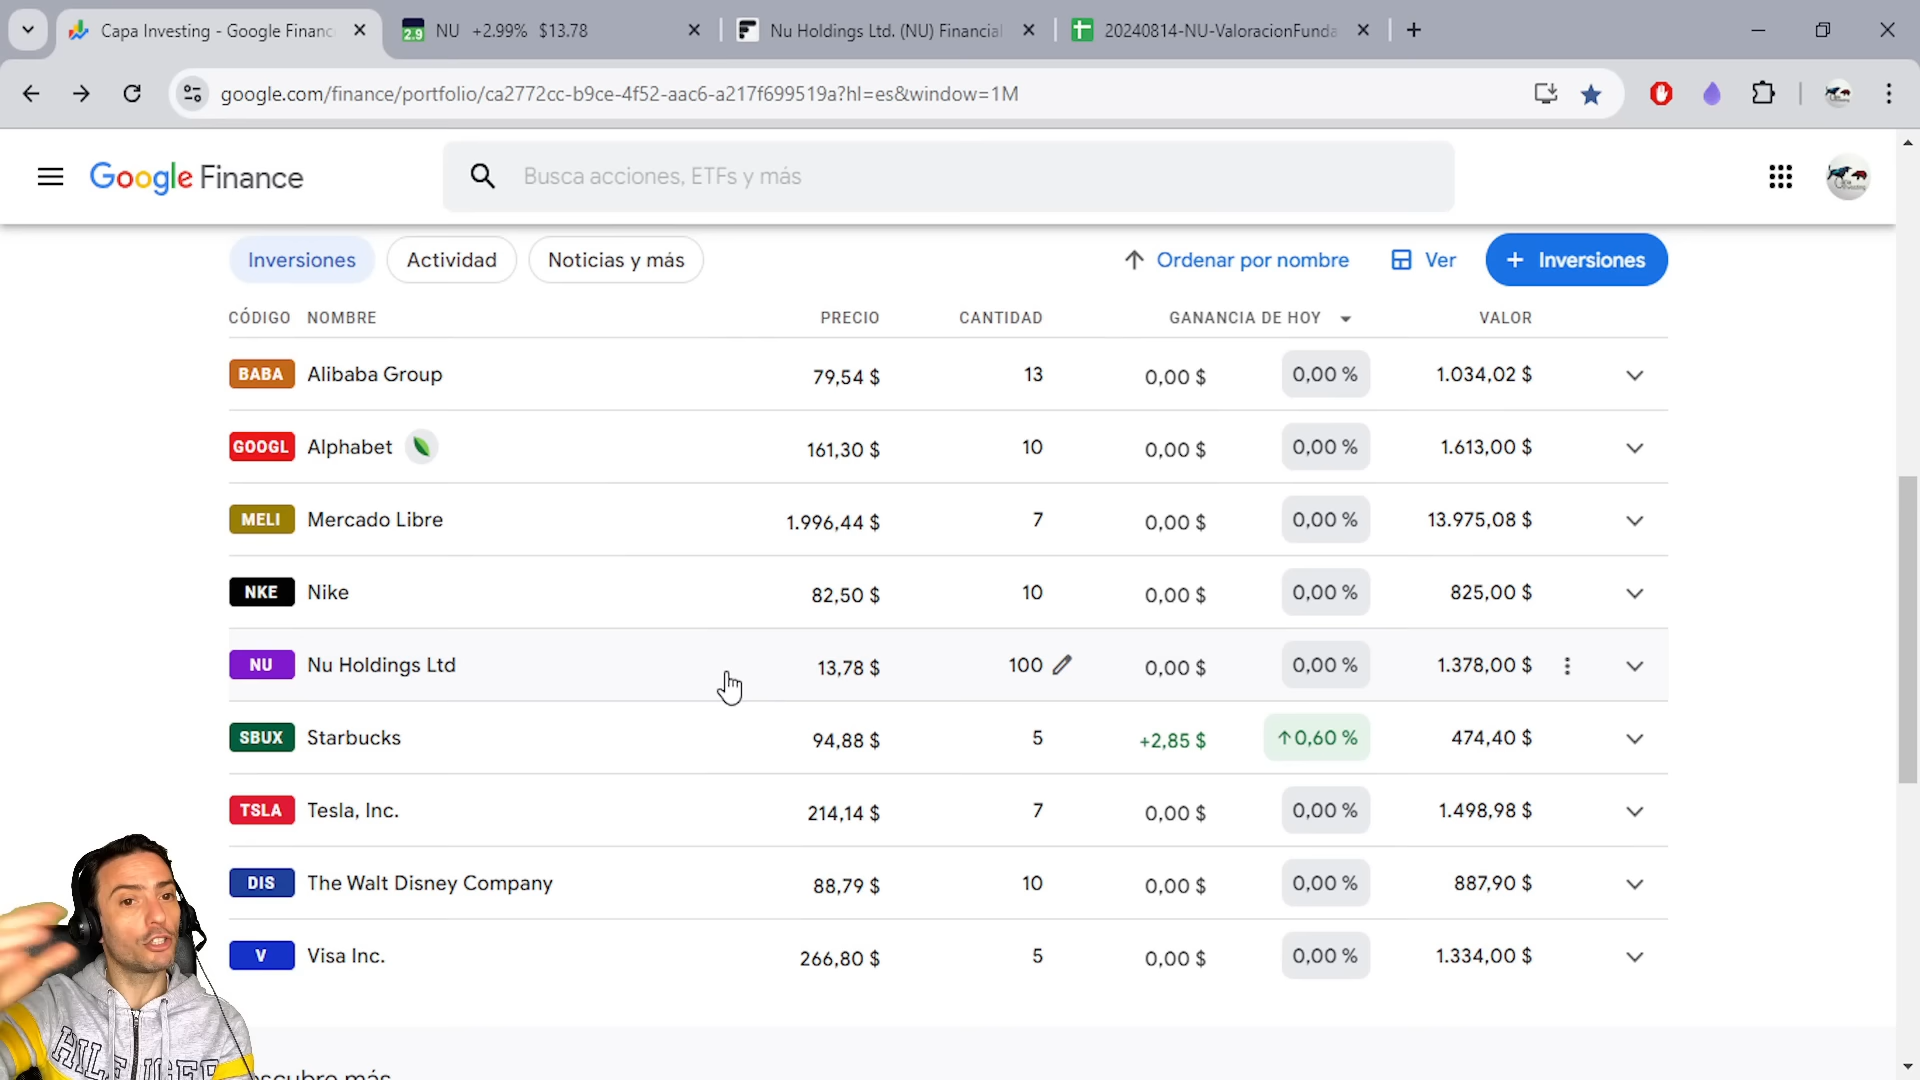 Capa Investing - Google Financ
2.9 NU +2.99% $13.78
Nu Holdings Ltd. (NU) Financial
20240814-NU-ValoracionFunda
google.com/finance/portfolio/ca2772cc-b9ce-4f52-aac6-a217f699519a?hl=es&window=1M
Google Finance
Busca acciones, ETFs y más
Inversiones
Actividad
Noticias y más
Ordenar por nombre
Ver
+ Inversiones
CÓDIGO NOMBRE PRECIO CANTIDAD GANANCIA DE HOY VALOR
BABA Alibaba Group 79,54 $ 13 0,00 $ 0,00 % 1.034,02 $
GOOGL Alphabet 161,30 $ 10 0,00 $ 0,00 % 1.613,00 $
MELI Mercado Libre 1.996,44 $ 7 0,00 $ 0,00 % 13.975,08 $
NKE Nike 82,50 $ 10 0,00 $ 0,00 % 825,00 $
NU Nu Holdings Ltd 13,78 $ 100 0,00 $ 0,00 % 1.378,00 $
SBUX Starbucks 94,88 $ 5 +2,85 $ ↑0,60 % 474,40 $
TSLA Tesla, Inc. 214,14 $ 7 0,00 $ 0,00 % 1.498,98 $
DIS The Walt Disney Company 88,79 $ 10 0,00 $ 0,00 % 887,90 $
V Visa Inc. 266,80 $ 5 0,00 $ 0,00 % 1.334,00 $
scubro más